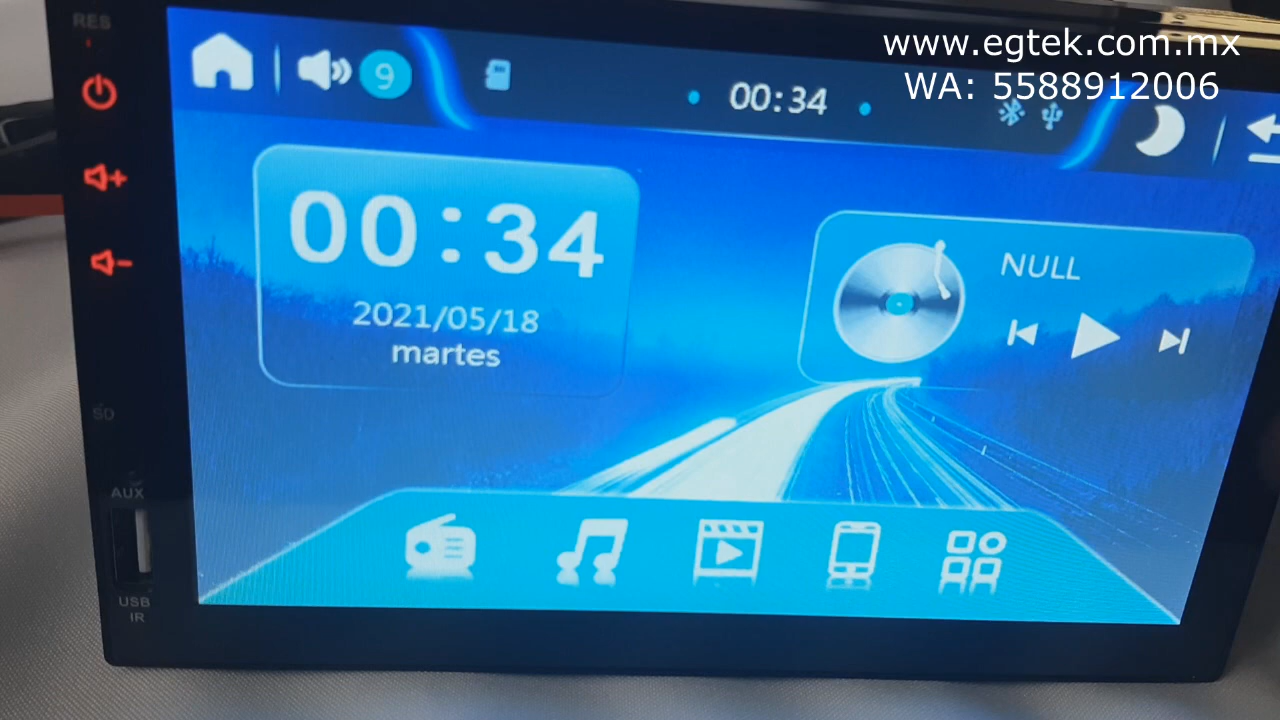 RES
www.egtek.com.mx
WA: 5588912006
9
00:34
00:34
2021/05/18
martes
NULL
SD
AUX
USB
IR